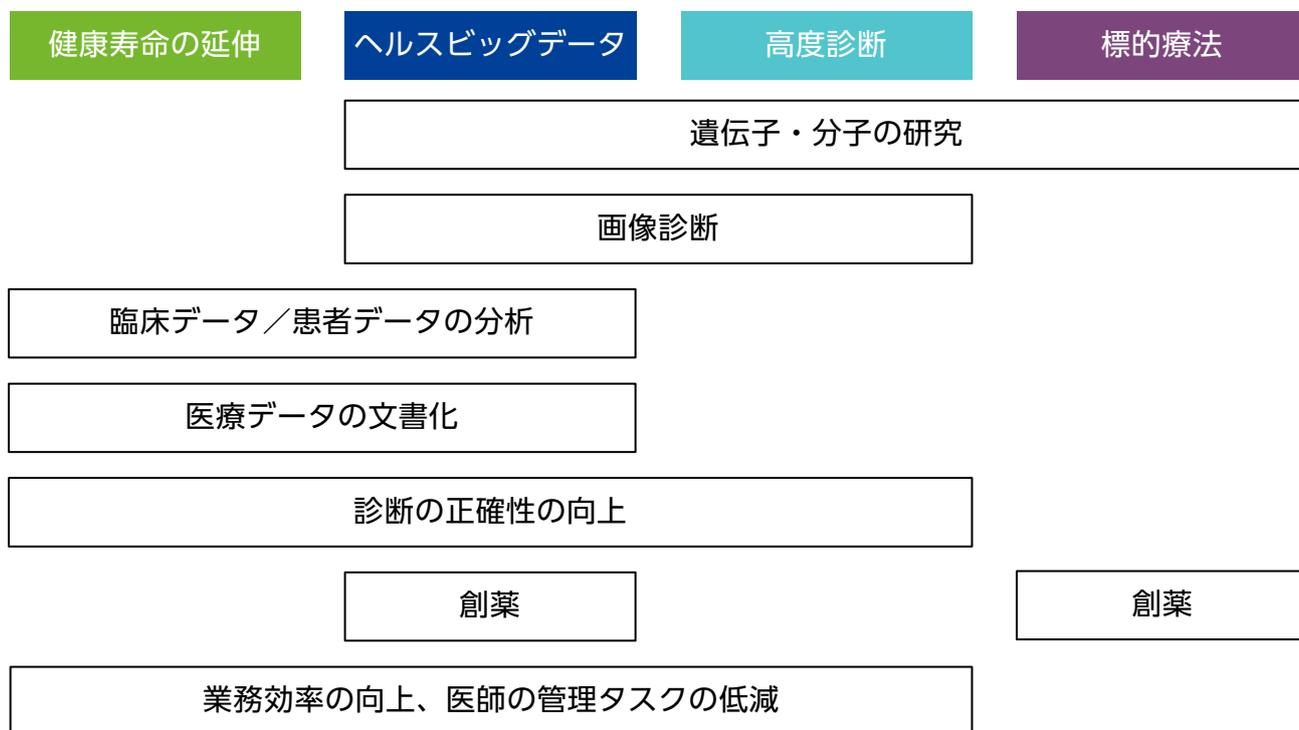 健康寿命の延伸
ヘルスビッグデータ
高度診断
標的療法
遺伝子・分子の研究
画像診断
臨床データ／患者データの分析
医療データの文書化
診断の正確性の向上
創薬
創薬
業務効率の向上、医師の管理タスクの低減